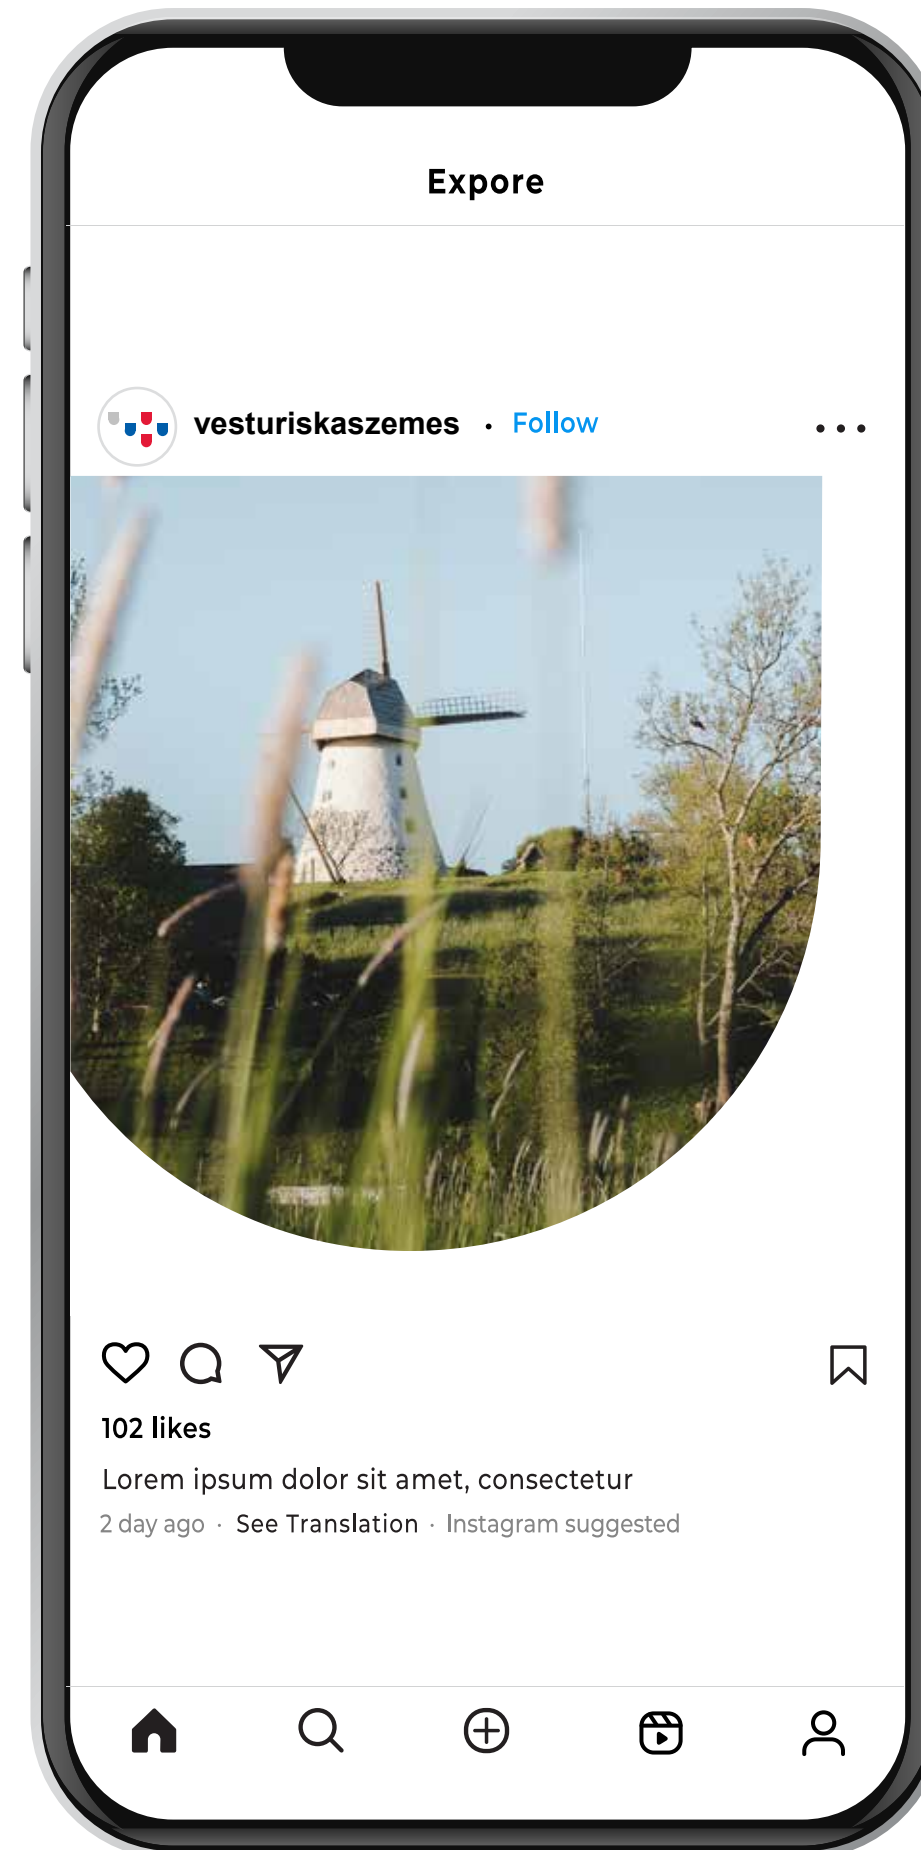 Expore
vesturiskaszemes · Follow
102 likes
Lorem ipsum dolor sit amet, consectetur
2 day ago · See Translation · Instagram suggested